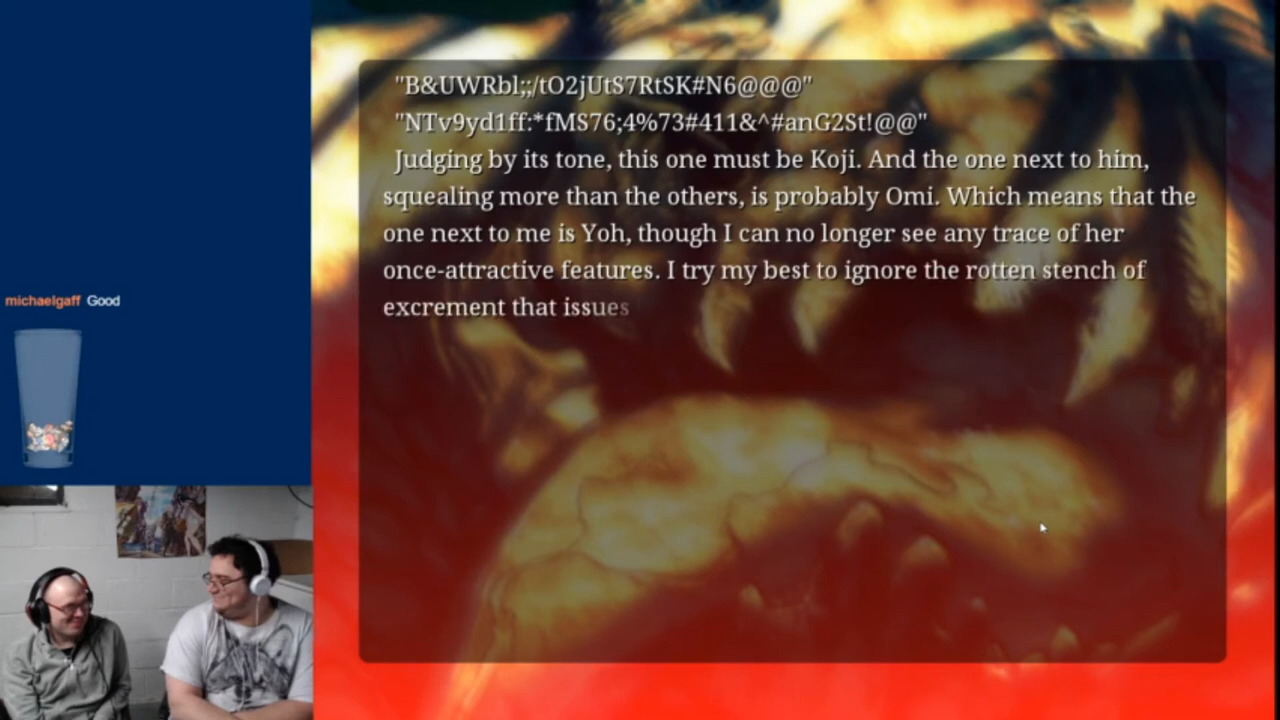 "B&UWRbl;;/tO2jUtS7RtSK#N6@@@"
"NTv9yd1ff:*fMS76;4%73#411&^#anG2St!@@"
Judging by its tone, this one must be Koji. And the one next to him,
squealing more than the others, is probably Omi. Which means that the
one next to me is Yoh, though I can no longer see any trace of her
once-attractive features. I try my best to ignore the rotten stench of
excrement that issues
michaelgaff Good